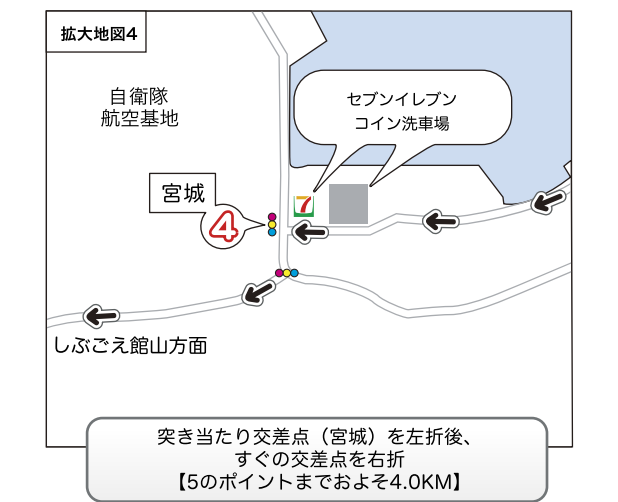 拡大地図4
自衛隊
航空基地
セブンイレブン
コイン洗車場
宮城
4
7
しぶごえ館山方面
突き当たり交差点（宮城）を左折後、
すぐの交差点を右折
【5のポイントまでおよそ4.0KM】